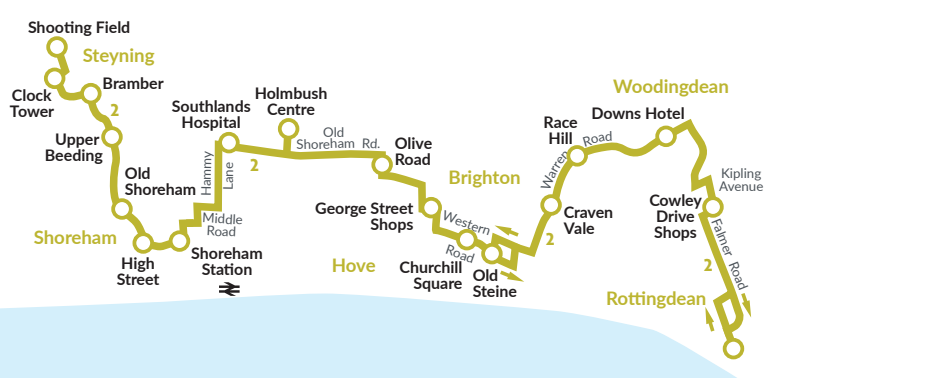 Shooting Field
Steyning
Clock
Tower
Bramber
2
Upper
Beeding
Old
Shoreham
Shoreham
High
Street
Shoreham
Station
Middle
Road
Hammy
Lane
Southlands
Hospital
2
Holmbush
Centre
Old
Shoreham Rd.
Olive
Road
Brighton
George Street
Shops
Western
Road
Hove
Churchill
Square
Old
Steine
2
Craven
Vale
Warren Road
Race
Hill
Woodingdean
Downs Hotel
Kipling
Avenue
Cowley
Drive
Shops
Falmer Road
2
Rottingdean